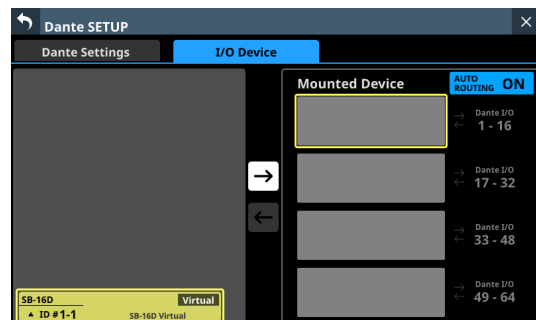 Dante SETUP
Dante Settings
I/O Device
Mounted Device
AUTO ROUTING ON
Dante I/O
1 - 16
Dante I/O
17 - 32
Dante I/O
33 - 48
Dante I/O
49 - 64
SB-16D
Virtual
ID #1-1
SB-16D Virtual